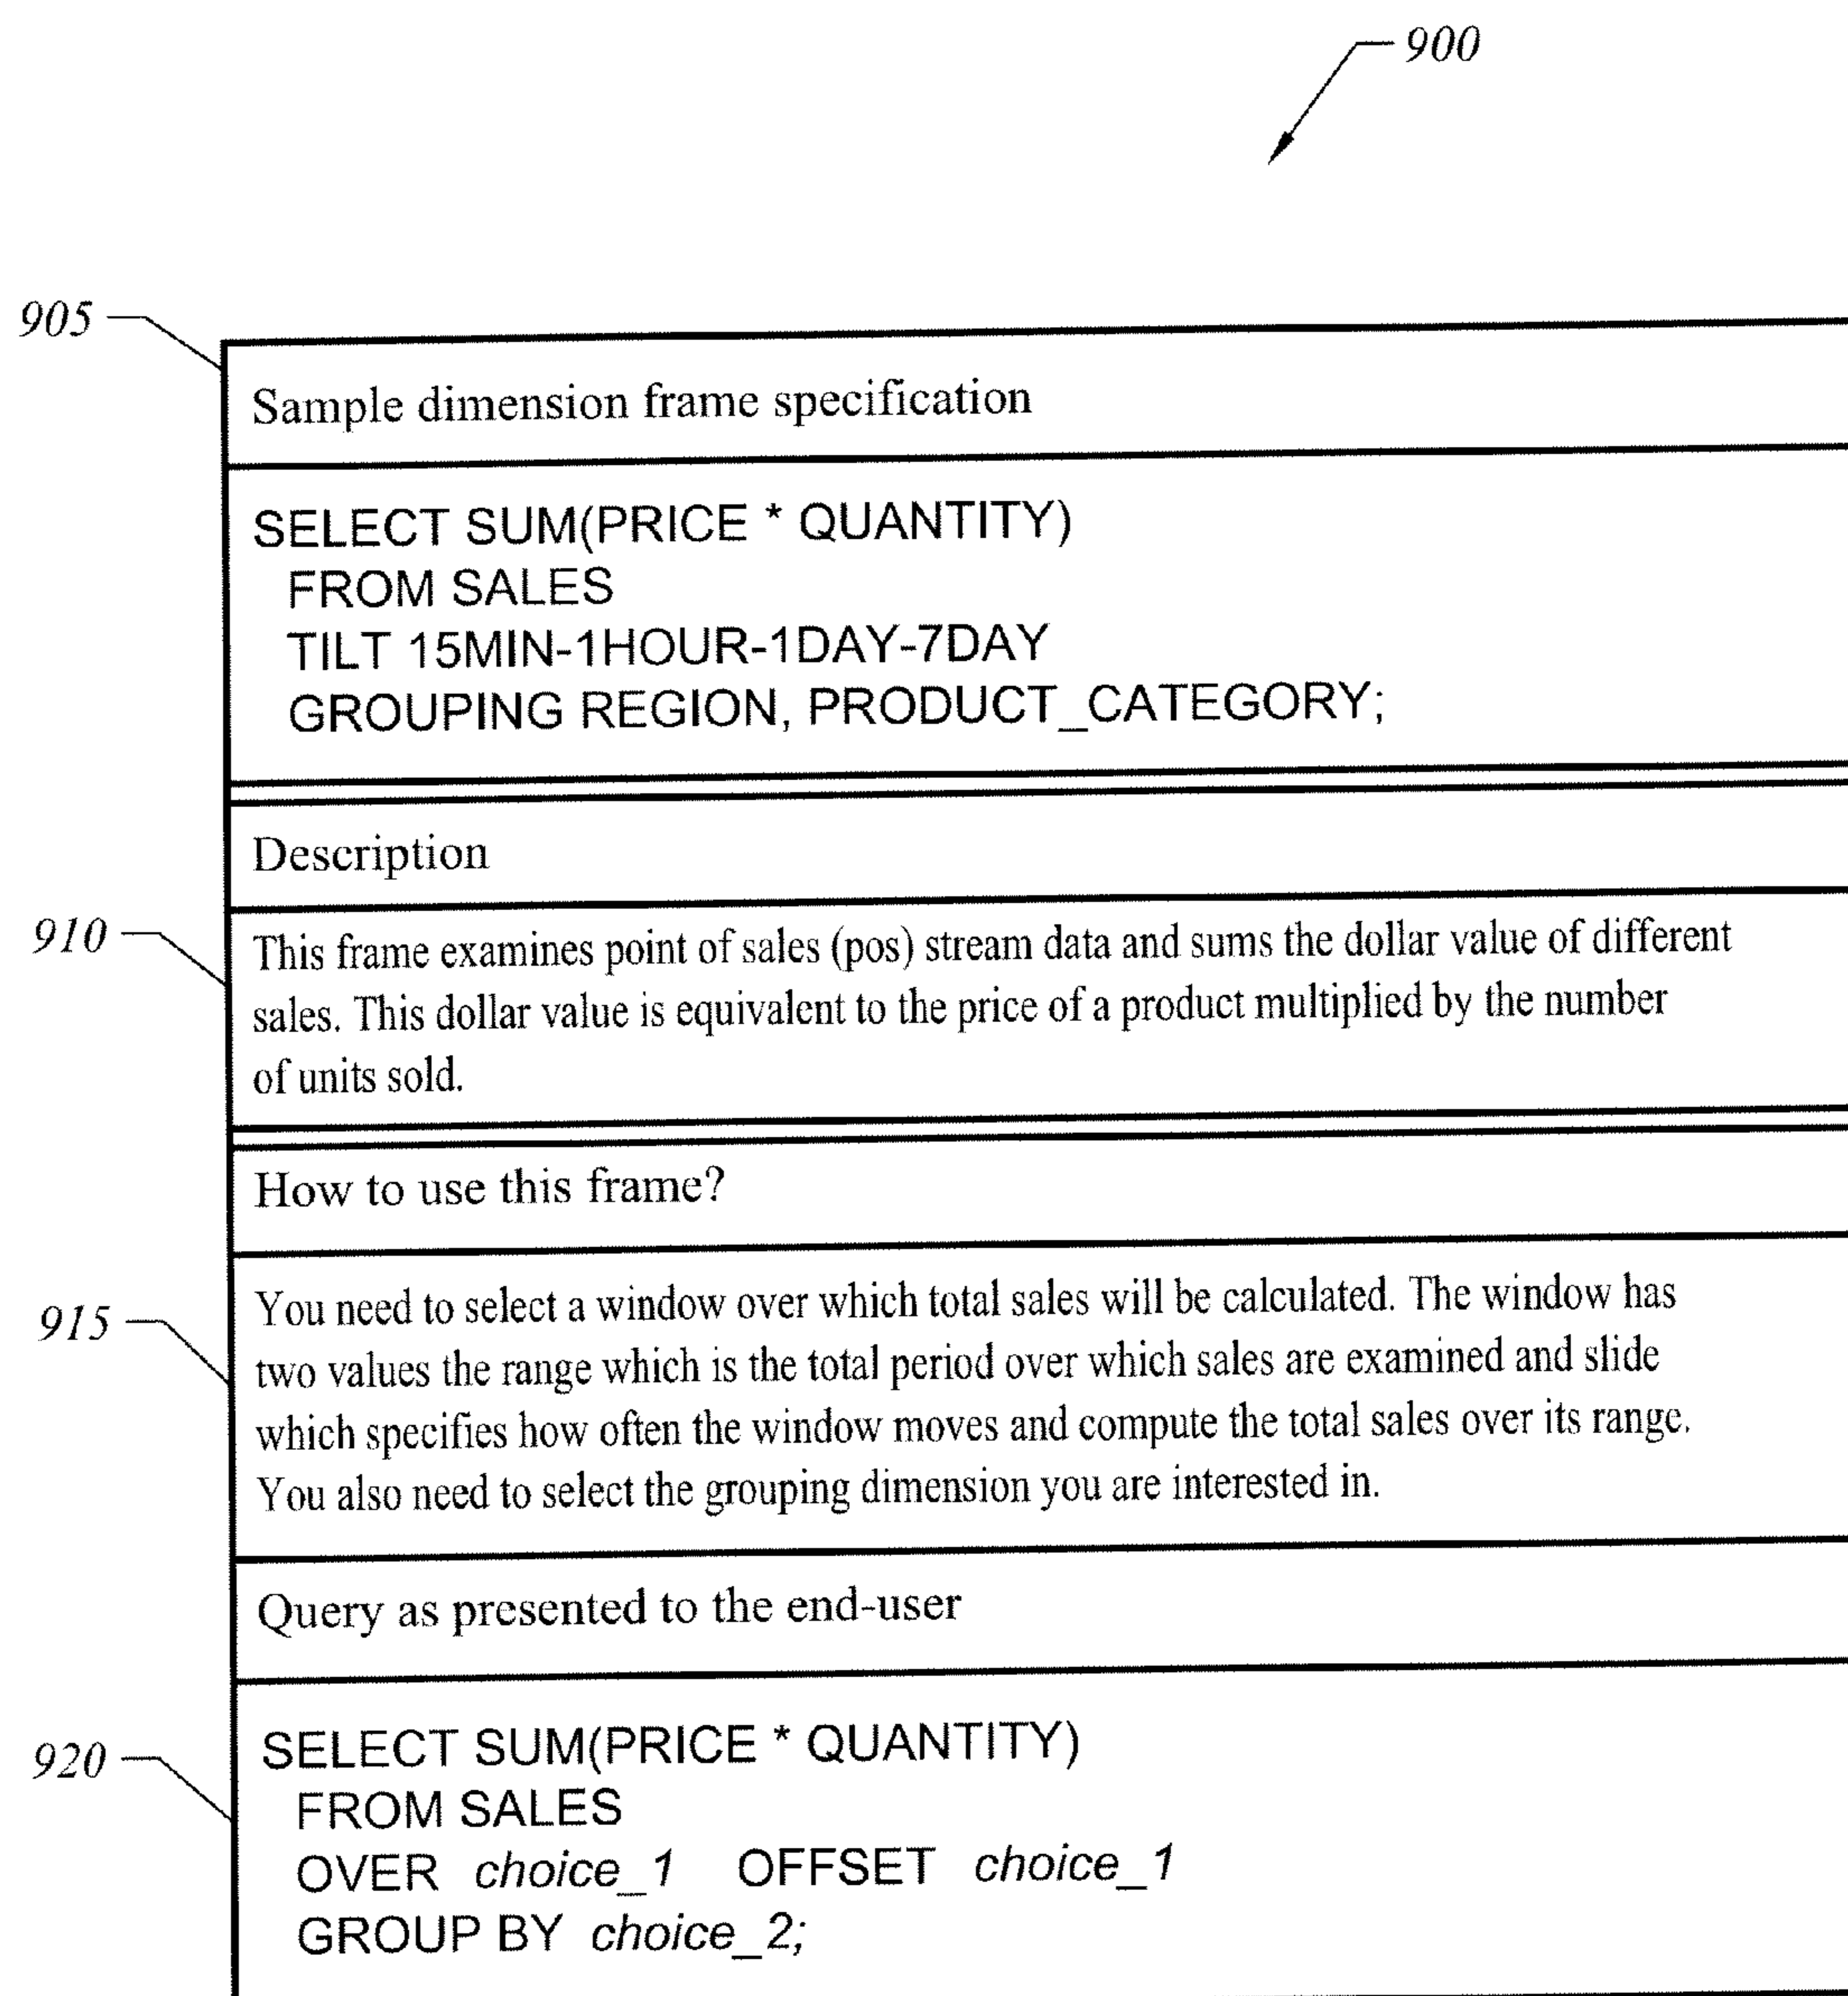 900
905
Sample dimension frame specification
SELECT SUM(PRICE * QUANTITY)
FROM SALES
TILT 15MIN-1HOUR-1DAY-7DAY
GROUPING REGION, PRODUCT_CATEGORY;
Description
910
This frame examines point of sales (pos) stream data and sums the dollar value of different
sales. This dollar value is equivalent to the price of a product multiplied by the number
of units sold.
How to use this frame?
915
You need to select a window over which total sales will be calculated. The window has
two values the range which is the total period over which sales are examined and slide
which specifies how often the window moves and compute the total sales over its range.
You also need to select the grouping dimension you are interested in.
Query as presented to the end-user
920
SELECT SUM(PRICE * QUANTITY)
FROM SALES
OVER choice_1 OFFSET choice_1
GROUP BY choice_2;